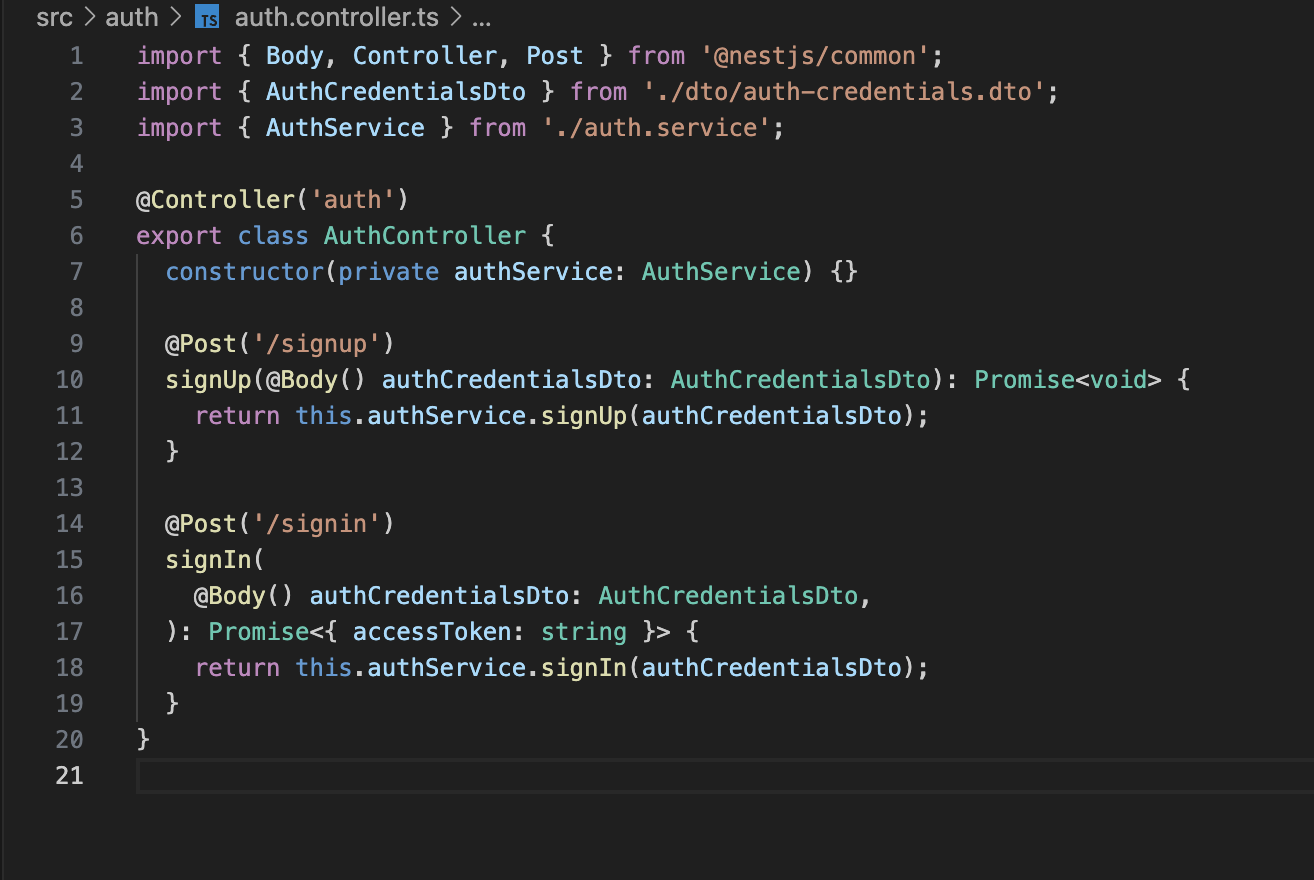 src > auth > TS auth.controller.ts > ...
1 import { Body, Controller, Post } from '@nestjs/common';
2 import { AuthCredentialsDto } from './dto/auth-credentials.dto';
3 import { AuthService } from './auth.service';
4
5 @Controller('auth')
6 export class AuthController {
7   constructor(private authService: AuthService) {}
8
9   @Post('/signup')
10   signUp(@Body() authCredentialsDto: AuthCredentialsDto): Promise<void> {
11     return this.authService.signUp(authCredentialsDto);
12   }
13
14   @Post('/signin')
15   signIn(
16     @Body() authCredentialsDto: AuthCredentialsDto,
17   ): Promise<{ accessToken: string }> {
18     return this.authService.signIn(authCredentialsDto);
19   }
20 }
21